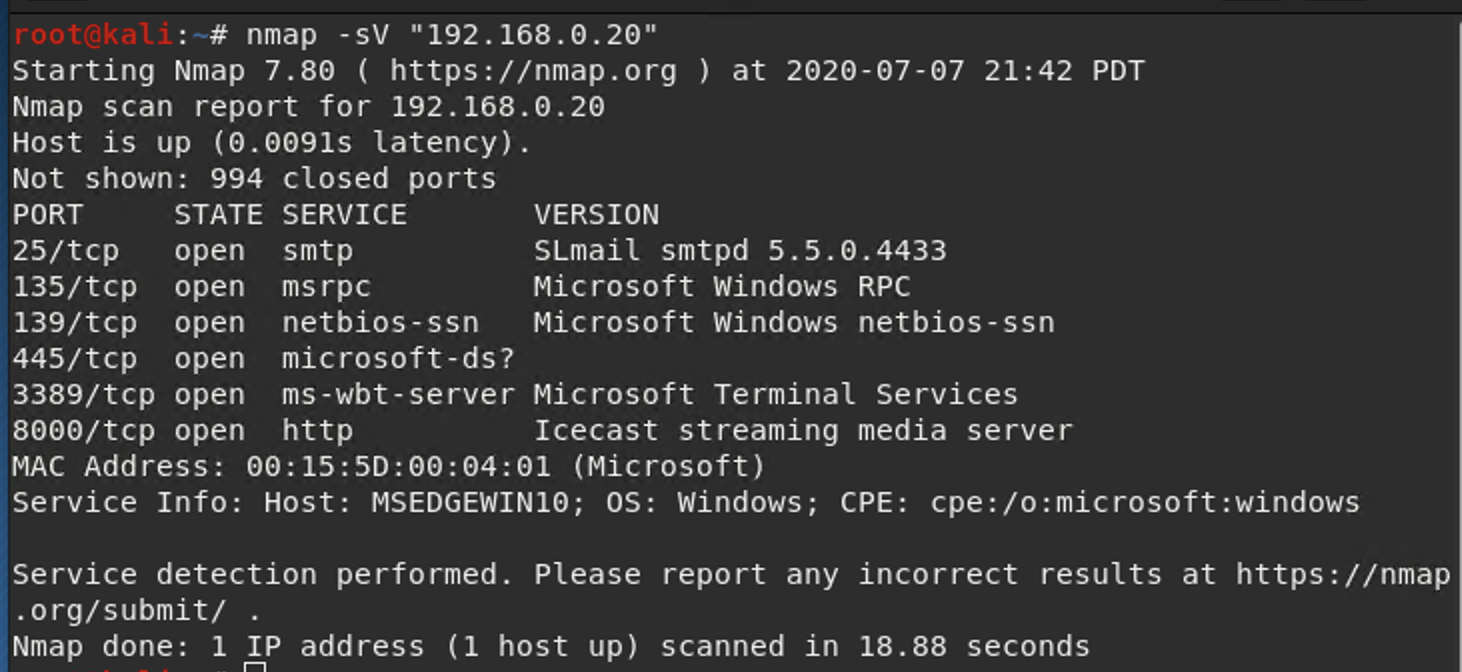 root@kali:~# nmap -sV "192.168.0.20"
Starting Nmap 7.80 ( https://nmap.org ) at 2020-07-07 21:42 PDT
Nmap scan report for 192.168.0.20
Host is up (0.0091s latency).
Not shown: 994 closed ports
PORT     STATE SERVICE       VERSION
25/tcp   open  smtp          SLmail smtpd 5.5.0.4433
135/tcp  open  msrpc         Microsoft Windows RPC
139/tcp  open  netbios-ssn   Microsoft Windows netbios-ssn
445/tcp  open  microsoft-ds?
3389/tcp open  ms-wbt-server Microsoft Terminal Services
8000/tcp open  http          Icecast streaming media server
MAC Address: 00:15:5D:00:04:01 (Microsoft)
Service Info: Host: MSEDGEWIN10; OS: Windows; CPE: cpe:/o:microsoft:windows
Service detection performed. Please report any incorrect results at https://nmap
.org/submit/ .
Nmap done: 1 IP address (1 host up) scanned in 18.88 seconds